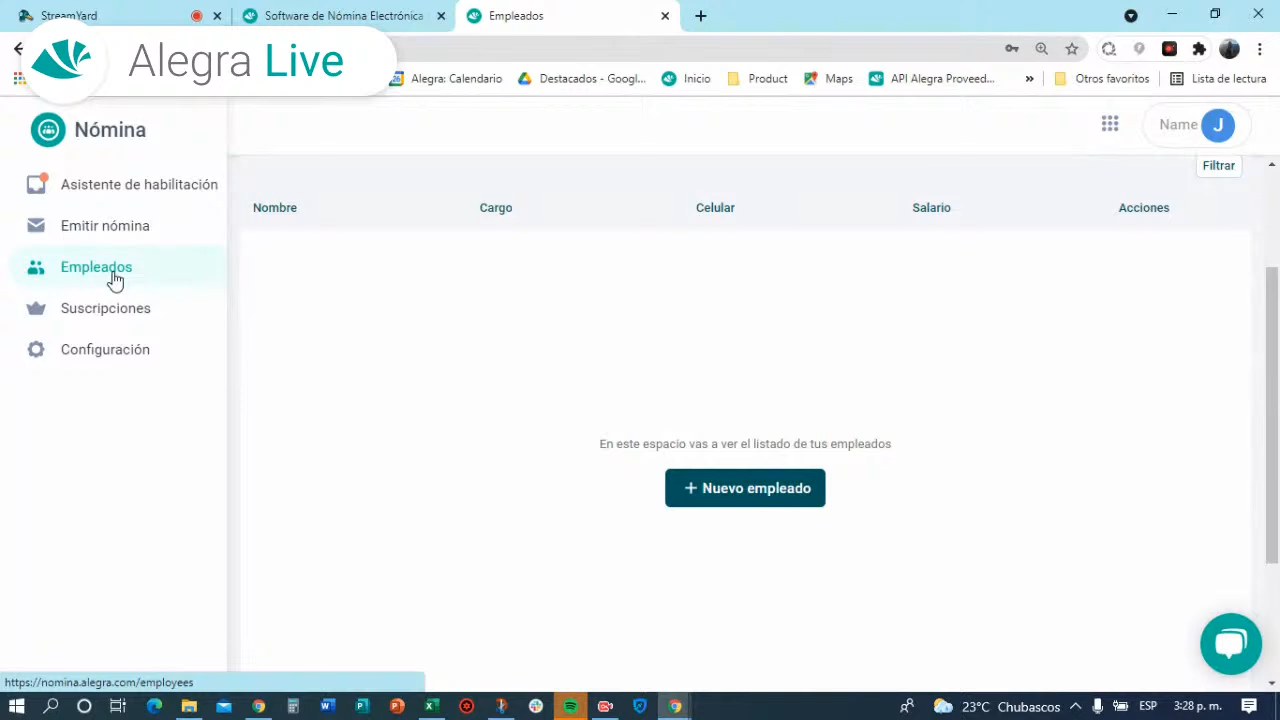 StreamYard
Software de Nómina Electrónica
Empleados
Alegra Live
Alegra: Calendario
Destacados - Googl...
Inicio
Product
Maps
API Alegra Proveed...
»
Otros favoritos
Lista de lectura
Nómina
Name
J
Asistente de habilitación
Emitir nómina
Empleados
Suscripciones
Configuración
Filtrar
Nombre
Cargo
Celular
Salario
Acciones
En este espacio vas a ver el listado de tus empleados
+ Nuevo empleado
https://nomina.alegra.com/employees
23°C Chubascos
ESP
3:28 p. m.